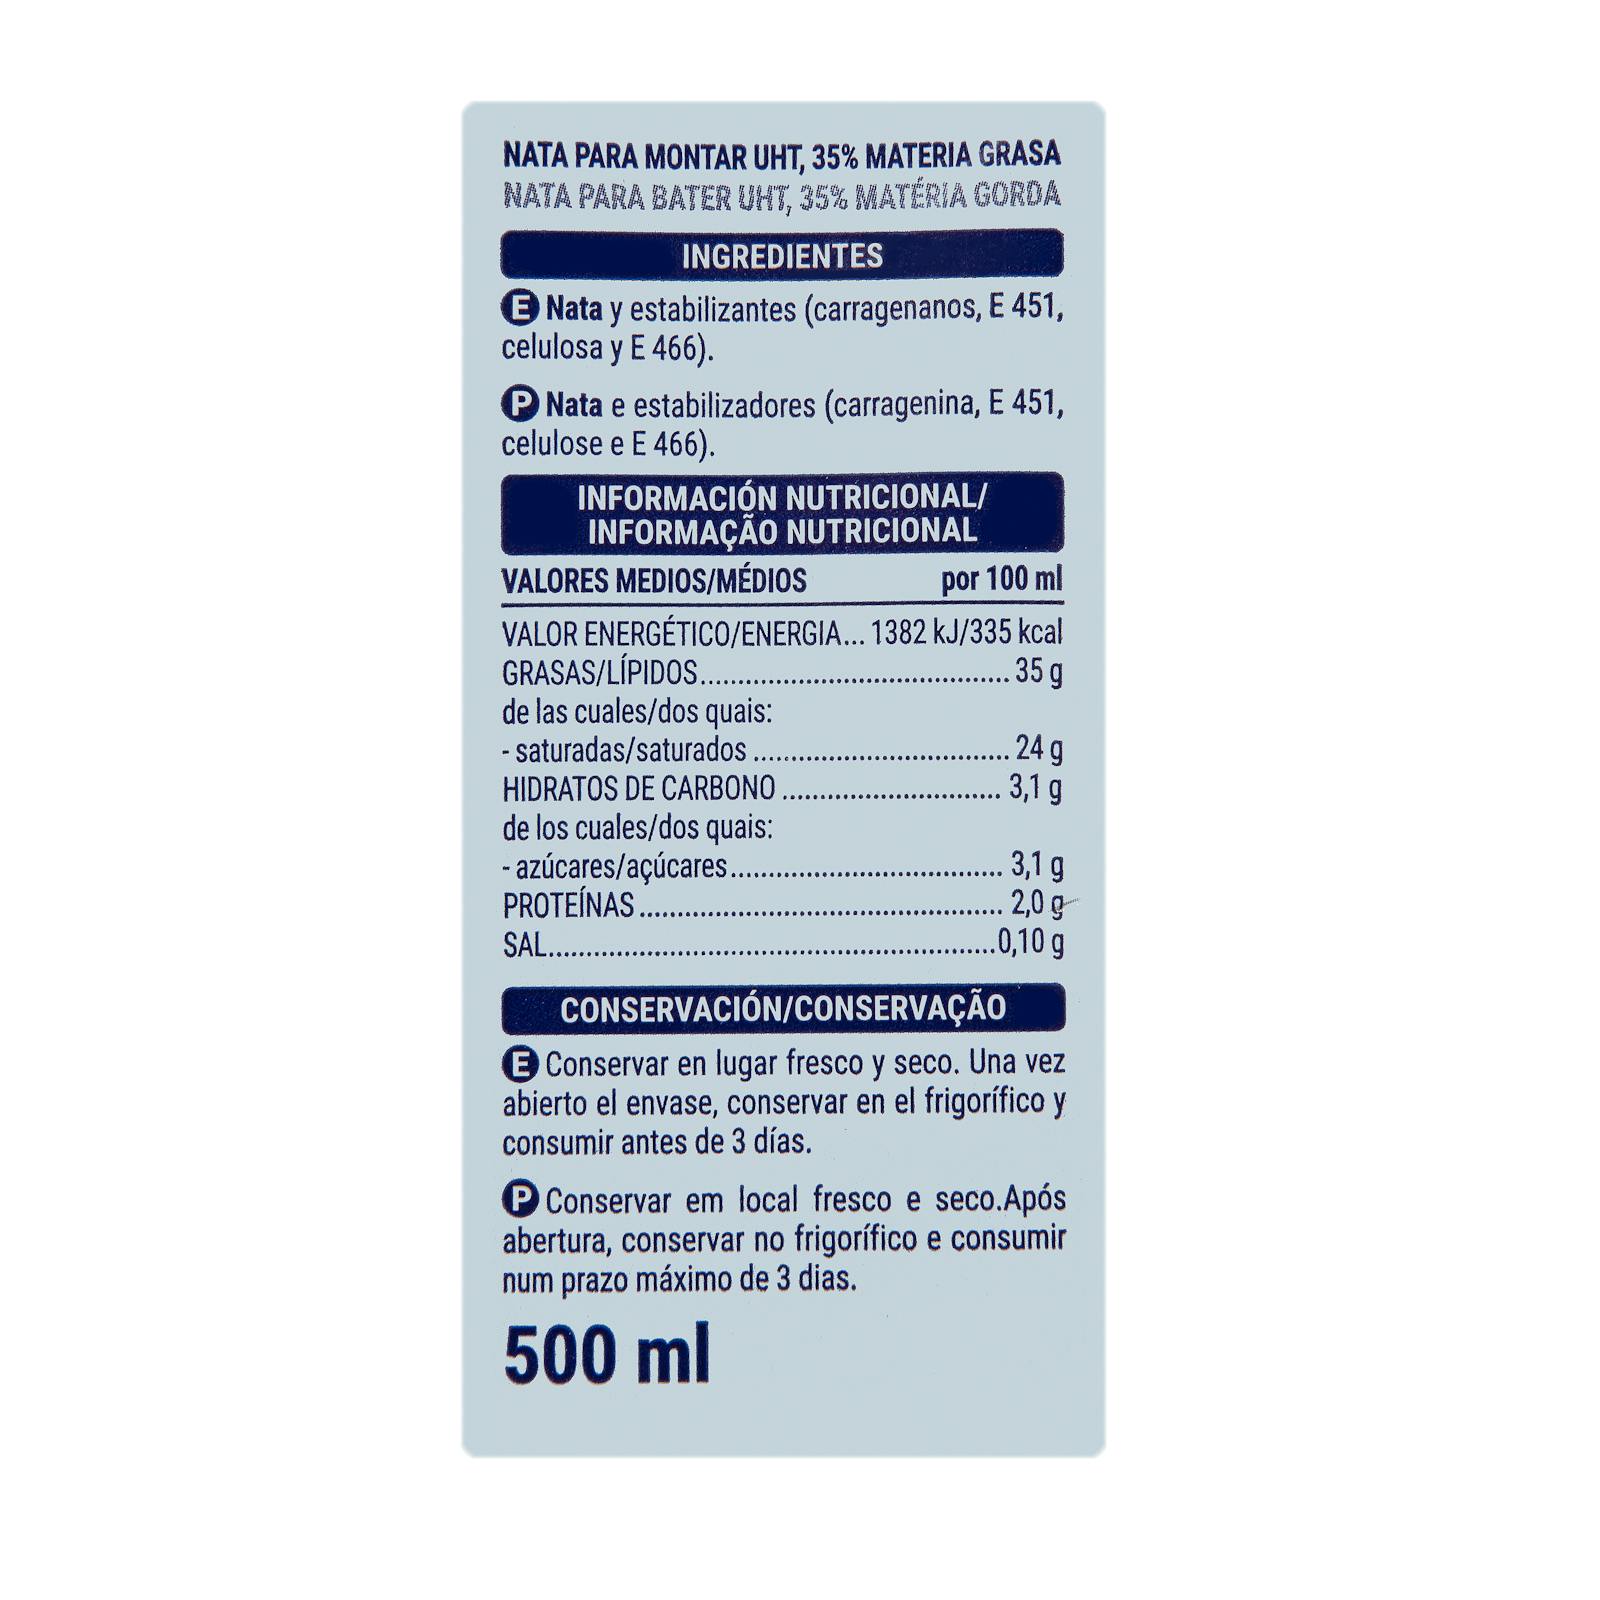 NATA PARA MONTAR UHT, 35% MATERIA GRASA
NATA PARA BATER UHT, 35% MATÉRIA GORDA
INGREDIENTES
E Nata y estabilizantes (carragenanos, E 451,
celulosa y E 466).
P Nata e estabilizadores (carragenina, E 451,
celulose e E 466).
INFORMACIÓN NUTRICIONAL/
INFORMAÇÃO NUTRICIONAL
VALORES MEDIOS/MÉDIOS por 100 ml
VALOR ENERGÉTICO/ENERGIA... 1382 kJ/335 kcal
GRASAS/LÍPIDOS........................................ 35 g
de las cuales/dos quais:
- saturadas/saturados ................................. 24 g
HIDRATOS DE CARBONO ............................ 3,1 g
de los cuales/dos quais:
- azúcares/açúcares................................... 3,1 g
PROTEÍNAS............................................... 2,0 g
SAL.........................................................0,10 g
CONSERVACIÓN/CONSERVAÇÃO
E Conservar en lugar fresco y seco. Una vez
abierto el envase, conservar en el frigorífico y
consumir antes de 3 días.
P Conservar em local fresco e seco.Após
abertura, conservar no frigorífico e consumir
num prazo máximo de 3 dias.
500 ml